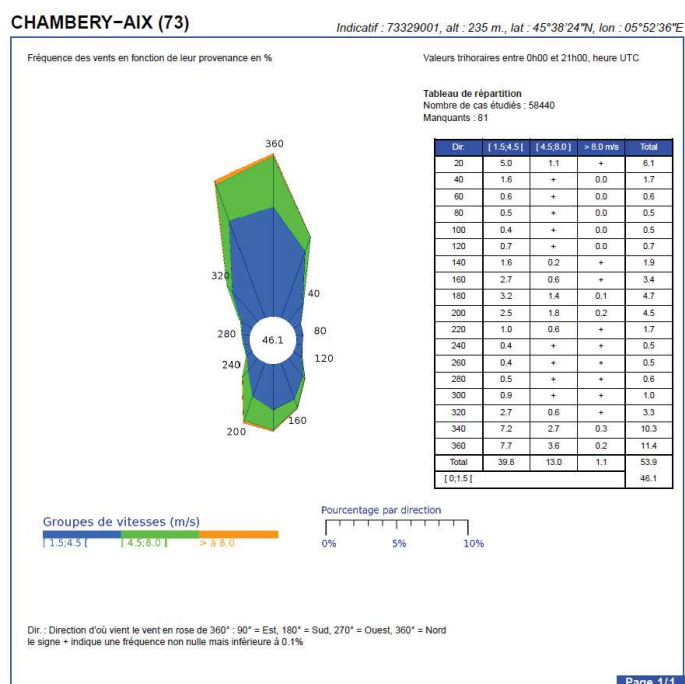 CHAMBERY−AIX (73)
Indicatif : 73329001, alt : 235 m., lat : 45°38'24"N, lon : 05°52'36"E
Fréquence des vents en fonction de leur provenance en %
Valeurs trihoraires entre 0h00 et 21h00, heure UTC
Tableau de répartition
Nombre de cas étudiés : 58440
Manquants : 81
360
320
40
280
46.1
80
240
120
200
160
Dir. [ 1.5;4.5 [ [ 4.5;8.0 ] > 8.0 m/s Total
20 5.0 1.1 + 6.1
40 1.6 + 0.0 1.7
60 0.6 + 0.0 0.6
80 0.5 + 0.0 0.5
100 0.4 + 0.0 0.5
120 0.7 + 0.0 0.7
140 1.6 0.2 + 1.9
160 2.7 0.6 + 3.4
180 3.2 1.4 0.1 4.7
200 2.5 1.8 0.2 4.5
220 1.0 0.6 + 1.7
240 0.4 + + 0.5
260 0.4 + + 0.5
280 0.5 + + 0.6
300 0.9 + + 1.0
320 2.7 0.6 + 3.3
340 7.2 2.7 0.3 10.3
360 7.7 3.6 0.2 11.4
Total 39.8 13.0 1.1 53.9
[ 0;1.5 [ 46.1
Groupes de vitesses (m/s)
[ 1.5;4.5 [ [ 4.5;8.0 ] > à 8.0
Pourcentage par direction
0% 5% 10%
Dir. : Direction d'où vient le vent en rose de 360° : 90° = Est, 180° = Sud, 270° = Ouest, 360° = Nord
le signe + indique une fréquence non nulle mais inférieure à 0.1%
Page 1/1